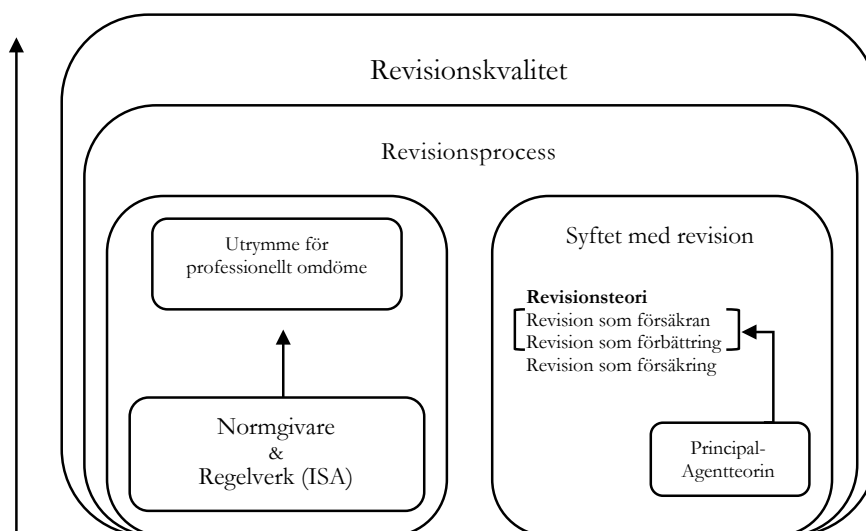 Revisionskvalitet
Revisionsprocess
Utrymme för
professionellt omdöme
Normgivare
&
Regelverk (ISA)
Syftet med revision
Revisionsteori
Revision som försäkran
Revision som förbättring
Revision som försäkring
Principal-
Agentteorin